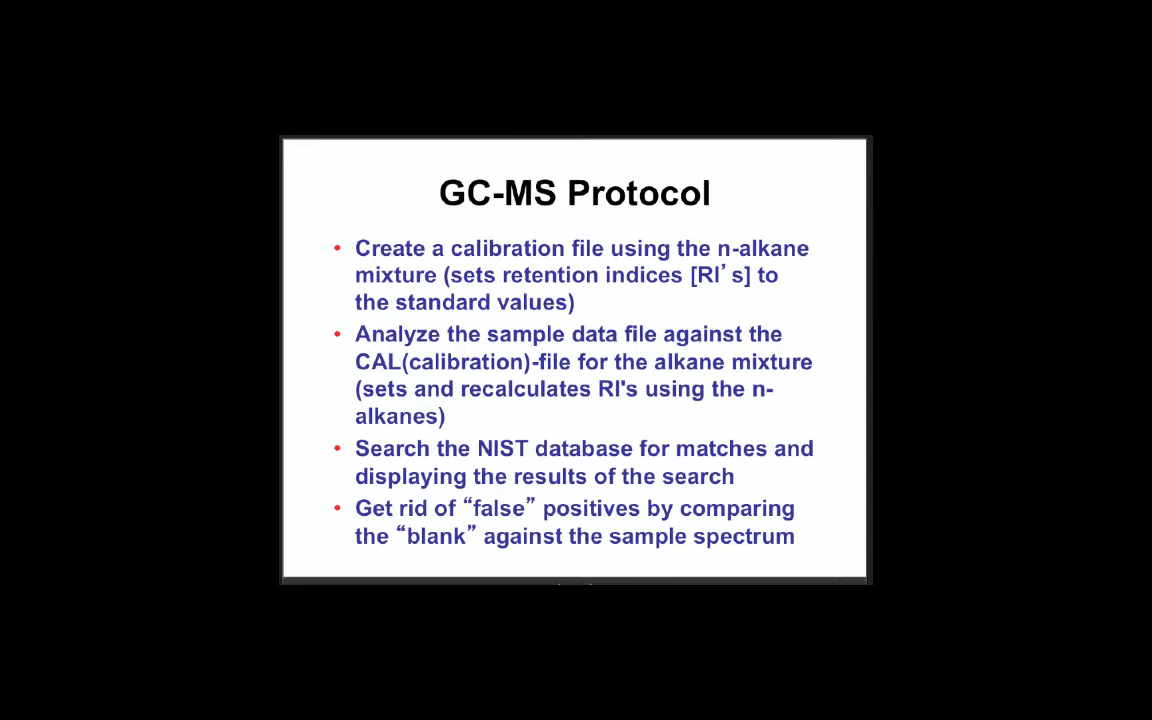 GC-MS Protocol
• Create a calibration file using the n-alkane
mixture (sets retention indices [RI’s] to
the standard values)
• Analyze the sample data file against the
CAL(calibration)-file for the alkane mixture
(sets and recalculates RI's using the n-
alkanes)
• Search the NIST database for matches and
displaying the results of the search
• Get rid of “false” positives by comparing
the “blank” against the sample spectrum